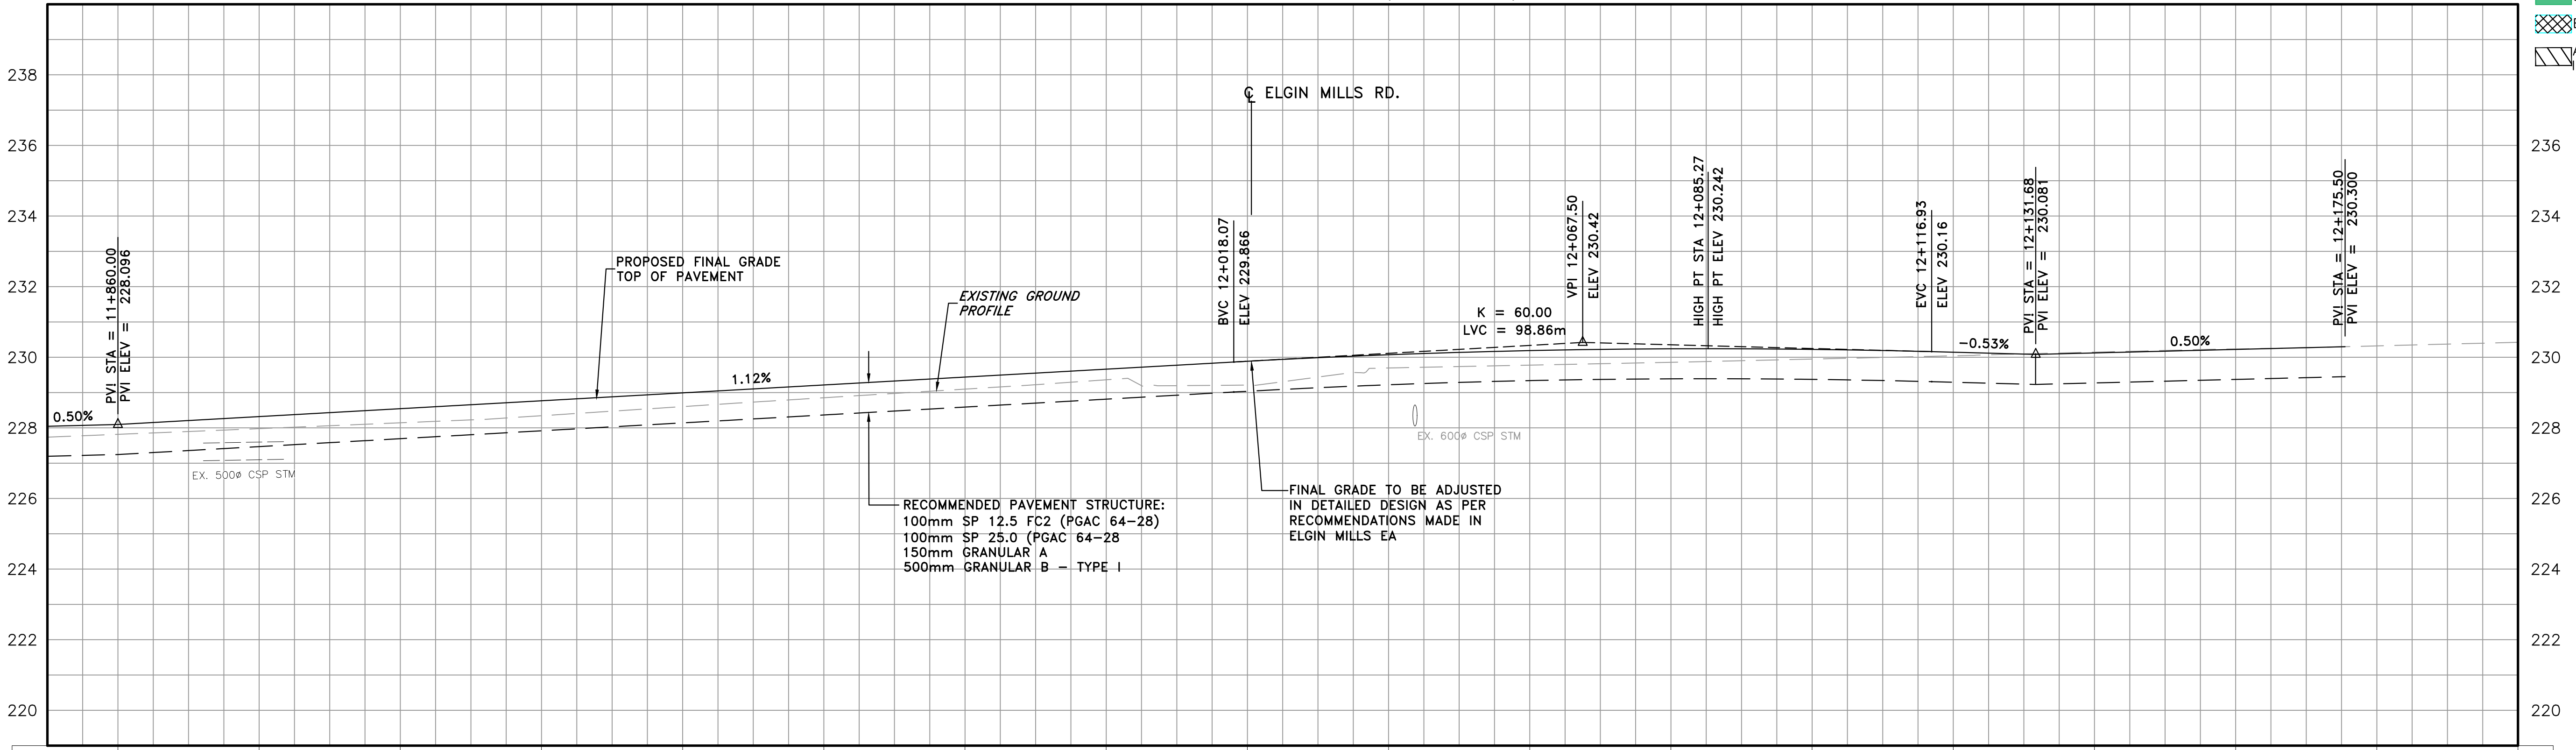 238
236
234
232
230
228
226
224
222
220
0.50%
PVI STA = 11+860.00
PVI ELEV = 228.096
EX. 500ø CSP STM
PROPOSED FINAL GRADE
TOP OF PAVEMENT
1.12%
EXISTING GROUND
PROFILE
RECOMMENDED PAVEMENT STRUCTURE:
100mm SP 12.5 FC2 (PGAC 64-28)
100mm SP 25.0 (PGAC 64-28
150mm GRANULAR A
500mm GRANULAR B - TYPE I
℄ ELGIN MILLS RD.
BVC 12+018.07
ELEV 229.866
FINAL GRADE TO BE ADJUSTED
IN DETAILED DESIGN AS PER
RECOMMENDATIONS MADE IN
ELGIN MILLS EA
EX. 600ø CSP STM
K = 60.00
LVC = 98.86m
VPI 12+067.50
ELEV 230.42
HIGH PT STA 12+085.27
HIGH PT ELEV 230.242
EVC 12+116.93
ELEV 230.16
-0.53%
PVI STA = 12+131.68
PVI ELEV = 230.081
0.50%
PVI STA = 12+175.50
PVI ELEV = 230.300
236
234
232
230
228
226
224
222
220